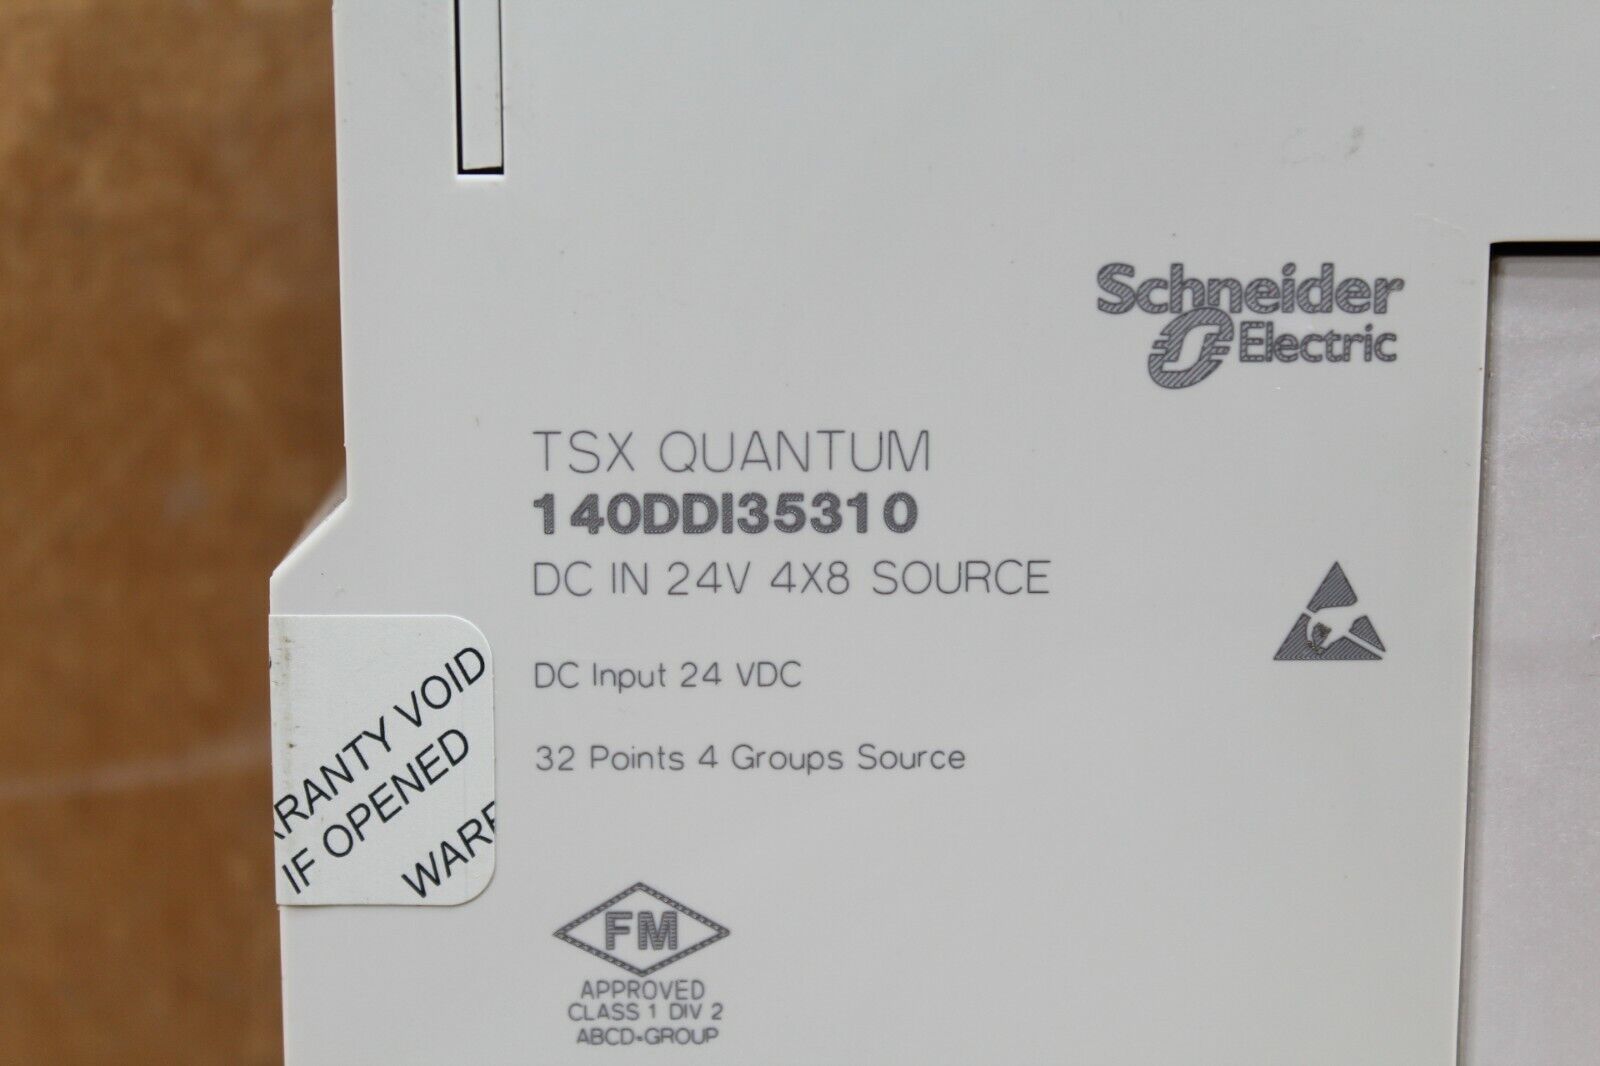 Schneider
Electric
TSX QUANTUM
140DDI35310
DC IN 24V 4X8 SOURCE
DC Input 24 VDC
32 Points 4 Groups Source
RANTY VOID
IF OPENED
WARR
FM
APPROVED
CLASS 1 DIV 2
ABCD-GROUP